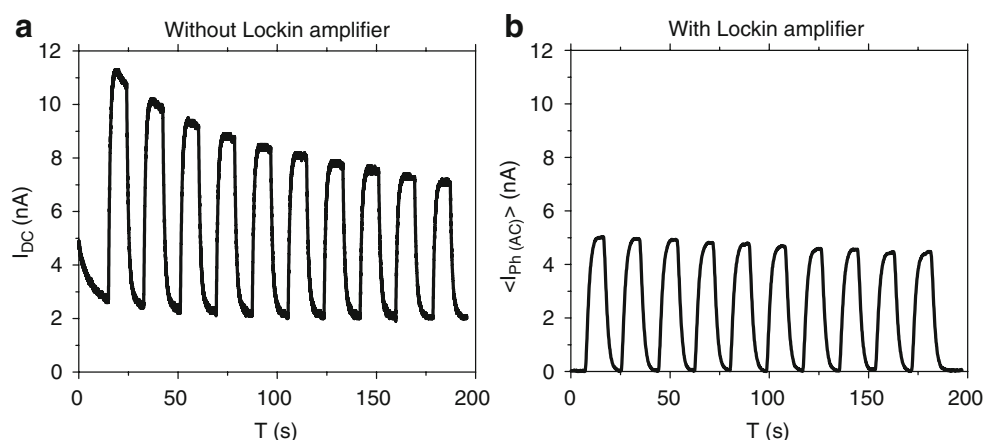 a Without Lockin amplifier
12
10
8
6
4
2
0
I_DC (nA)
0 50 100 150 200
T (s)
b With Lockin amplifier
12
10
8
6
4
2
0
<I_Ph (AC)> (nA)
0 50 100 150 200
T (s)